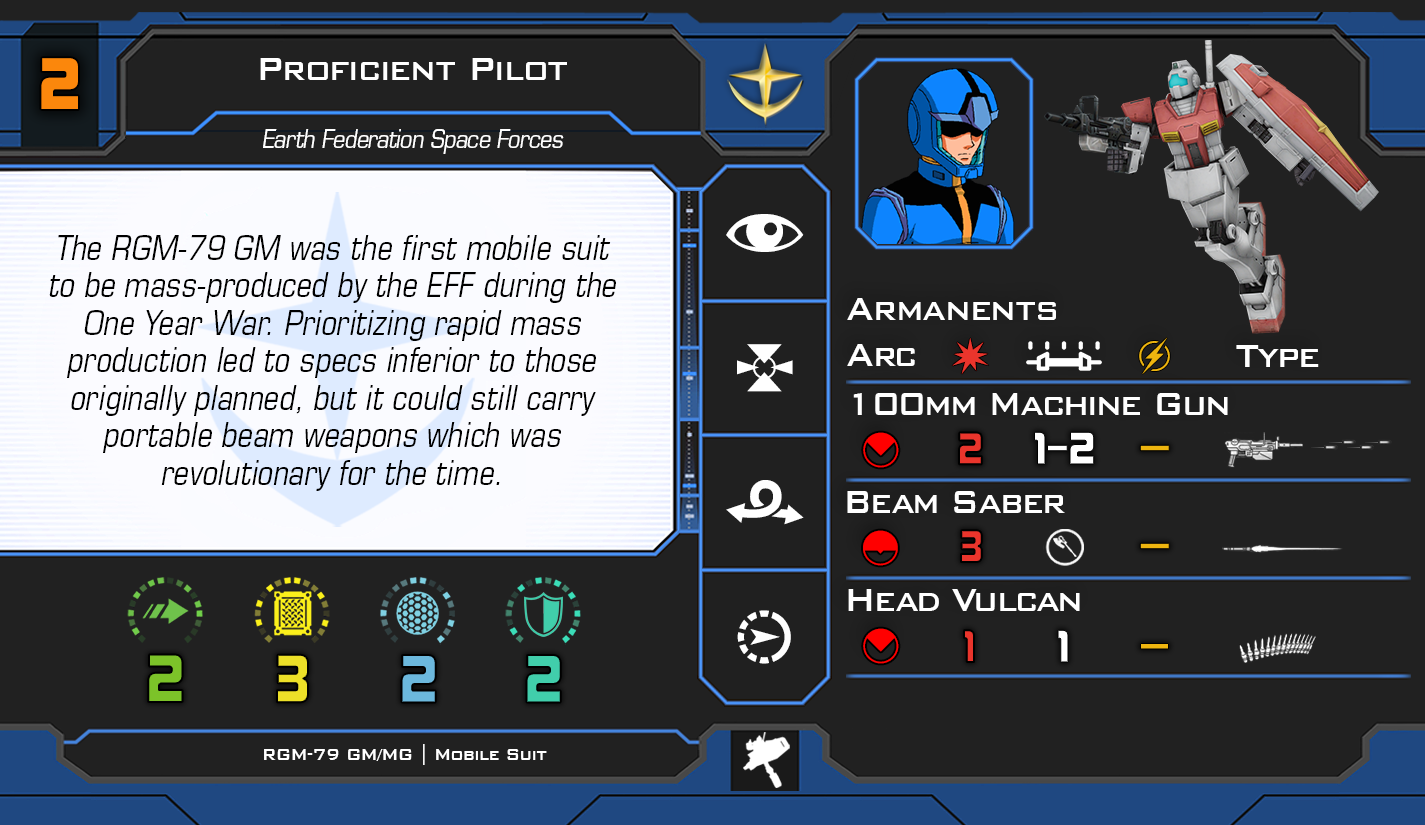 2
Proficient Pilot
Earth Federation Space Forces
The RGM-79 GM was the first mobile suit
to be mass-produced by the EFF during the
One Year War. Prioritizing rapid mass
production led to specs inferior to those
originally planned, but it could still carry
portable beam weapons which was
revolutionary for the time.
2 3 2 2
RGM-79 GM/MG | Mobile Suit
Armanents
Arc Type
100mm Machine Gun
2 1-2 –
Beam Saber
3 –
Head Vulcan
1 1 –